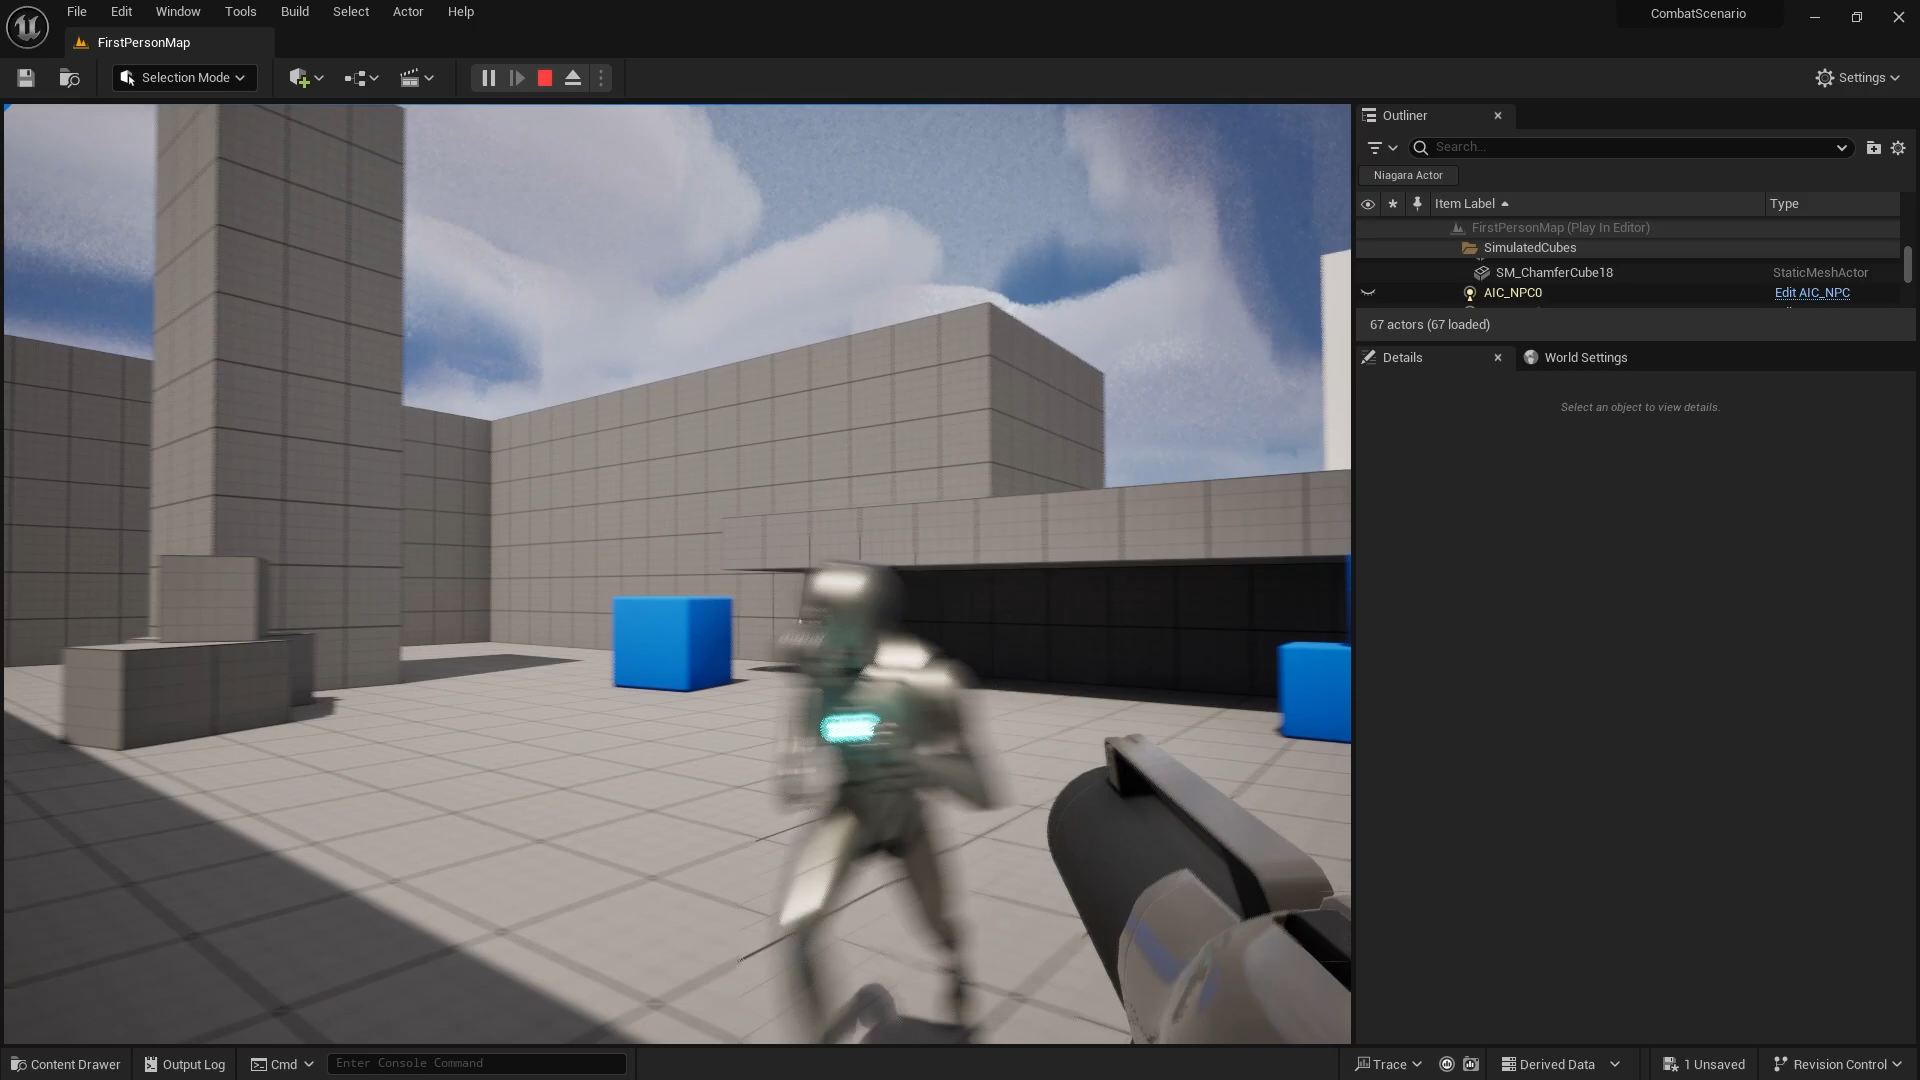 File Edit Window Tools Build Select Actor Help
CombatScenario
FirstPersonMap
Selection Mode
Settings
Outliner
Search...
Niagara Actor
Item Label Type
FirstPersonMap (Play In Editor)
SimulatedCubes
SM_ChamferCube18 StaticMeshActor
AIC_NPC0 Edit AIC_NPC
67 actors (67 loaded)
Details World Settings
Select an object to view details.
Content Drawer Output Log Cmd Enter Console Command Trace Derived Data 1 Unsaved Revision Control